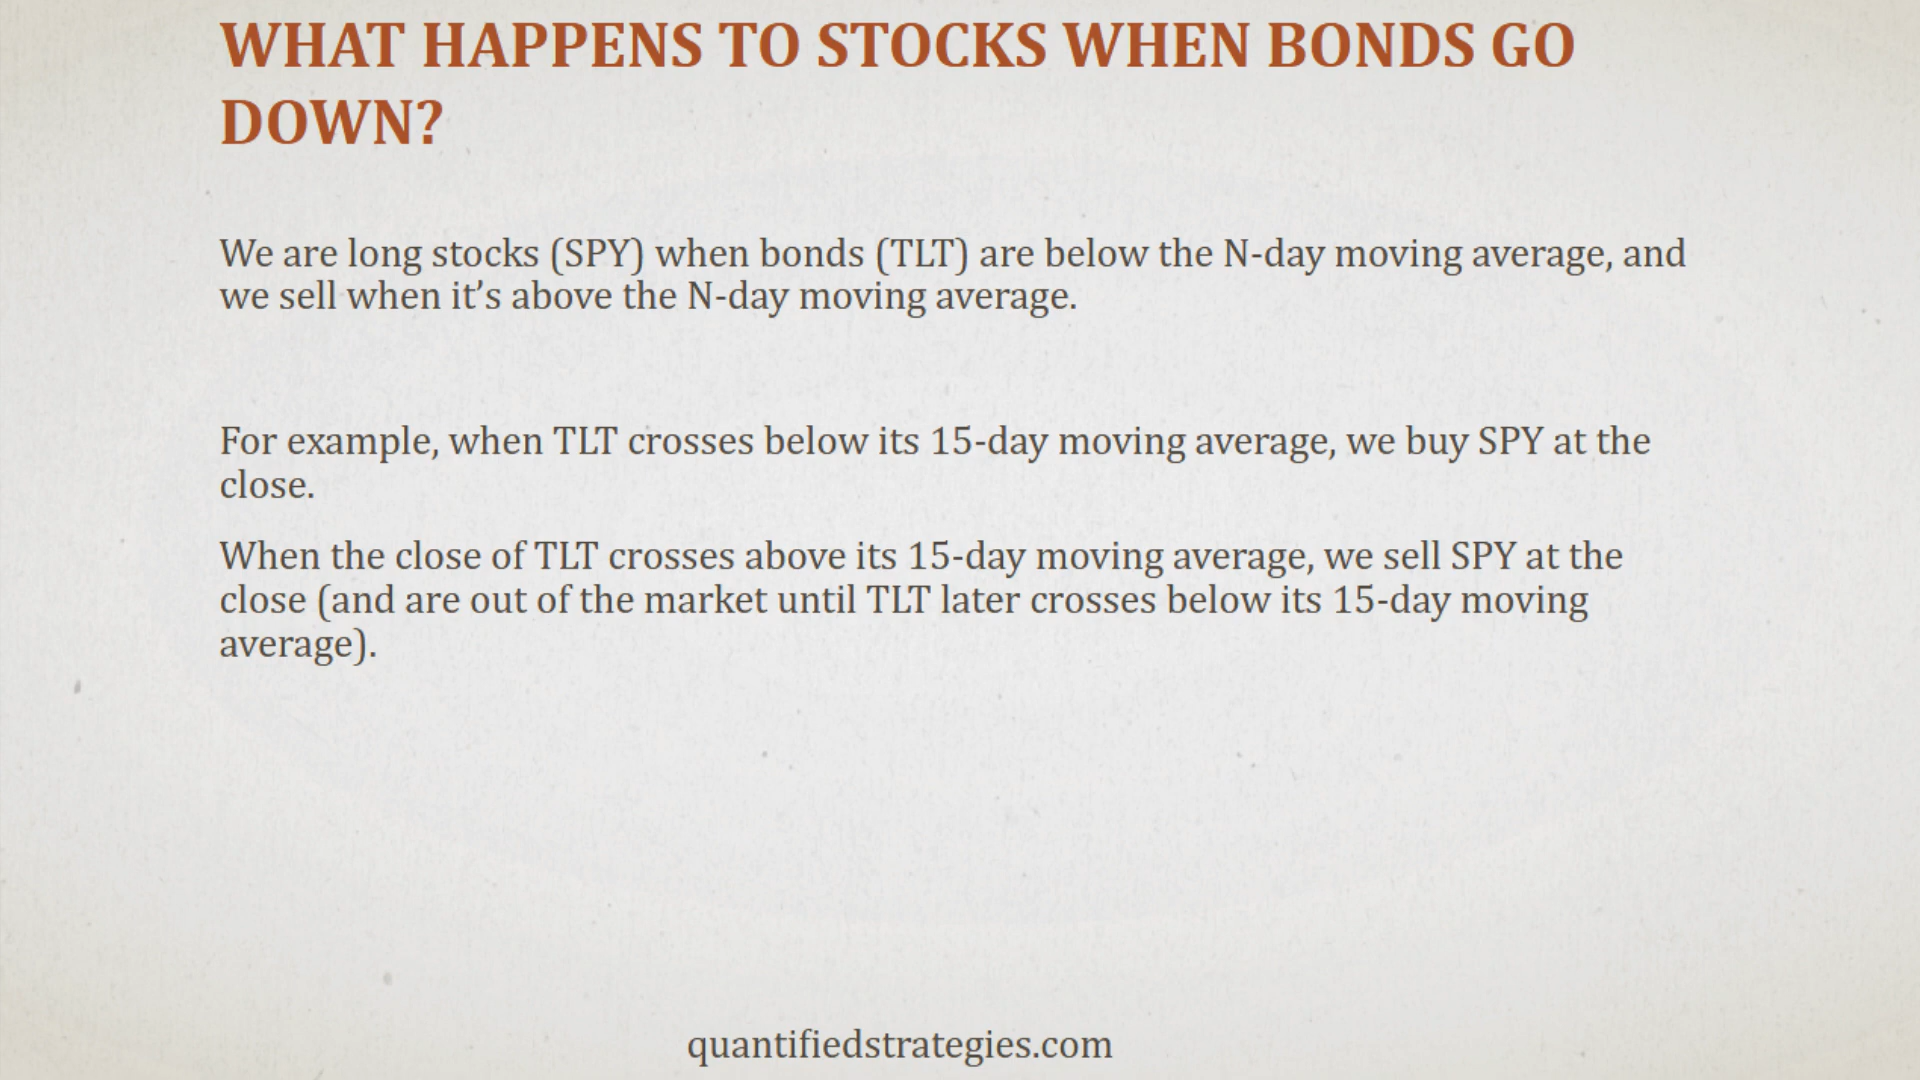 WHAT HAPPENS TO STOCKS WHEN BONDS GO
DOWN?
We are long stocks (SPY) when bonds (TLT) are below the N-day moving average, and
we sell when it’s above the N-day moving average.
For example, when TLT crosses below its 15-day moving average, we buy SPY at the
close.
When the close of TLT crosses above its 15-day moving average, we sell SPY at the
close (and are out of the market until TLT later crosses below its 15-day moving
average).
quantifiedstrategies.com